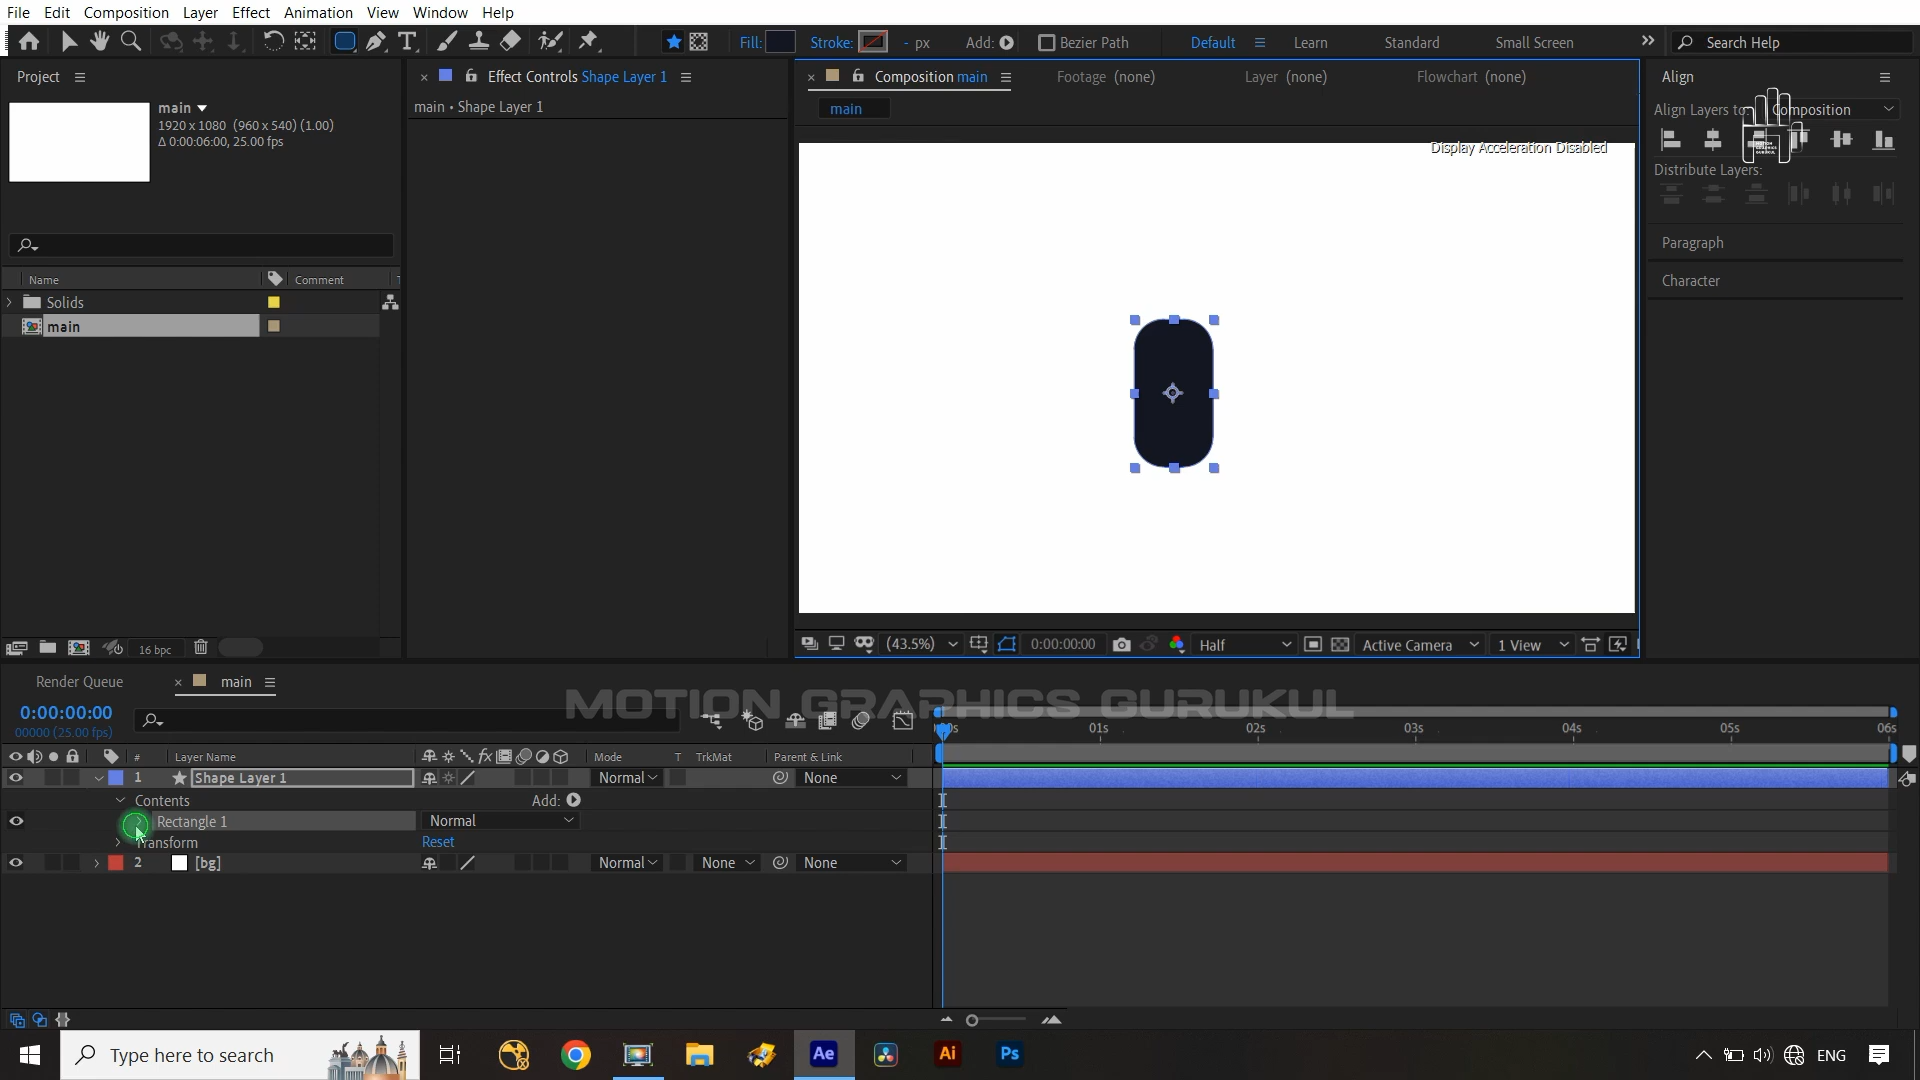 File Edit Composition Layer Effect Animation View Window Help
Fill: Stroke: - px Add: Bezier Path Default Learn Standard Small Screen Search Help
Project
Effect Controls Shape Layer 1
Composition main
Footage (none)
Layer (none)
Flowchart (none)
Align
main
1920 x 1080 (960 x 540) (1.00)
Δ 0:00:06:00, 25.00 fps
main • Shape Layer 1
main
Align Layers to: Composition
Display Acceleration Disabled
Distribute Layers:
Paragraph
Character
Name Comment
Solids
main
16 bpc
(43.5%) 0:00:00:00 Half Active Camera 1 View
Render Queue main
MOTION GRAPHICS GURUKUL
0:00:00:00
00000 (25.00 fps)
01s 02s 03s 04s 05s 06s
# Layer Name Mode T TrkMat Parent & Link
1 Shape Layer 1 Normal None
Contents Add:
Rectangle 1 Normal
Transform Reset
2 [bg] Normal None None
Type here to search
Ae Ai Ps
ENG